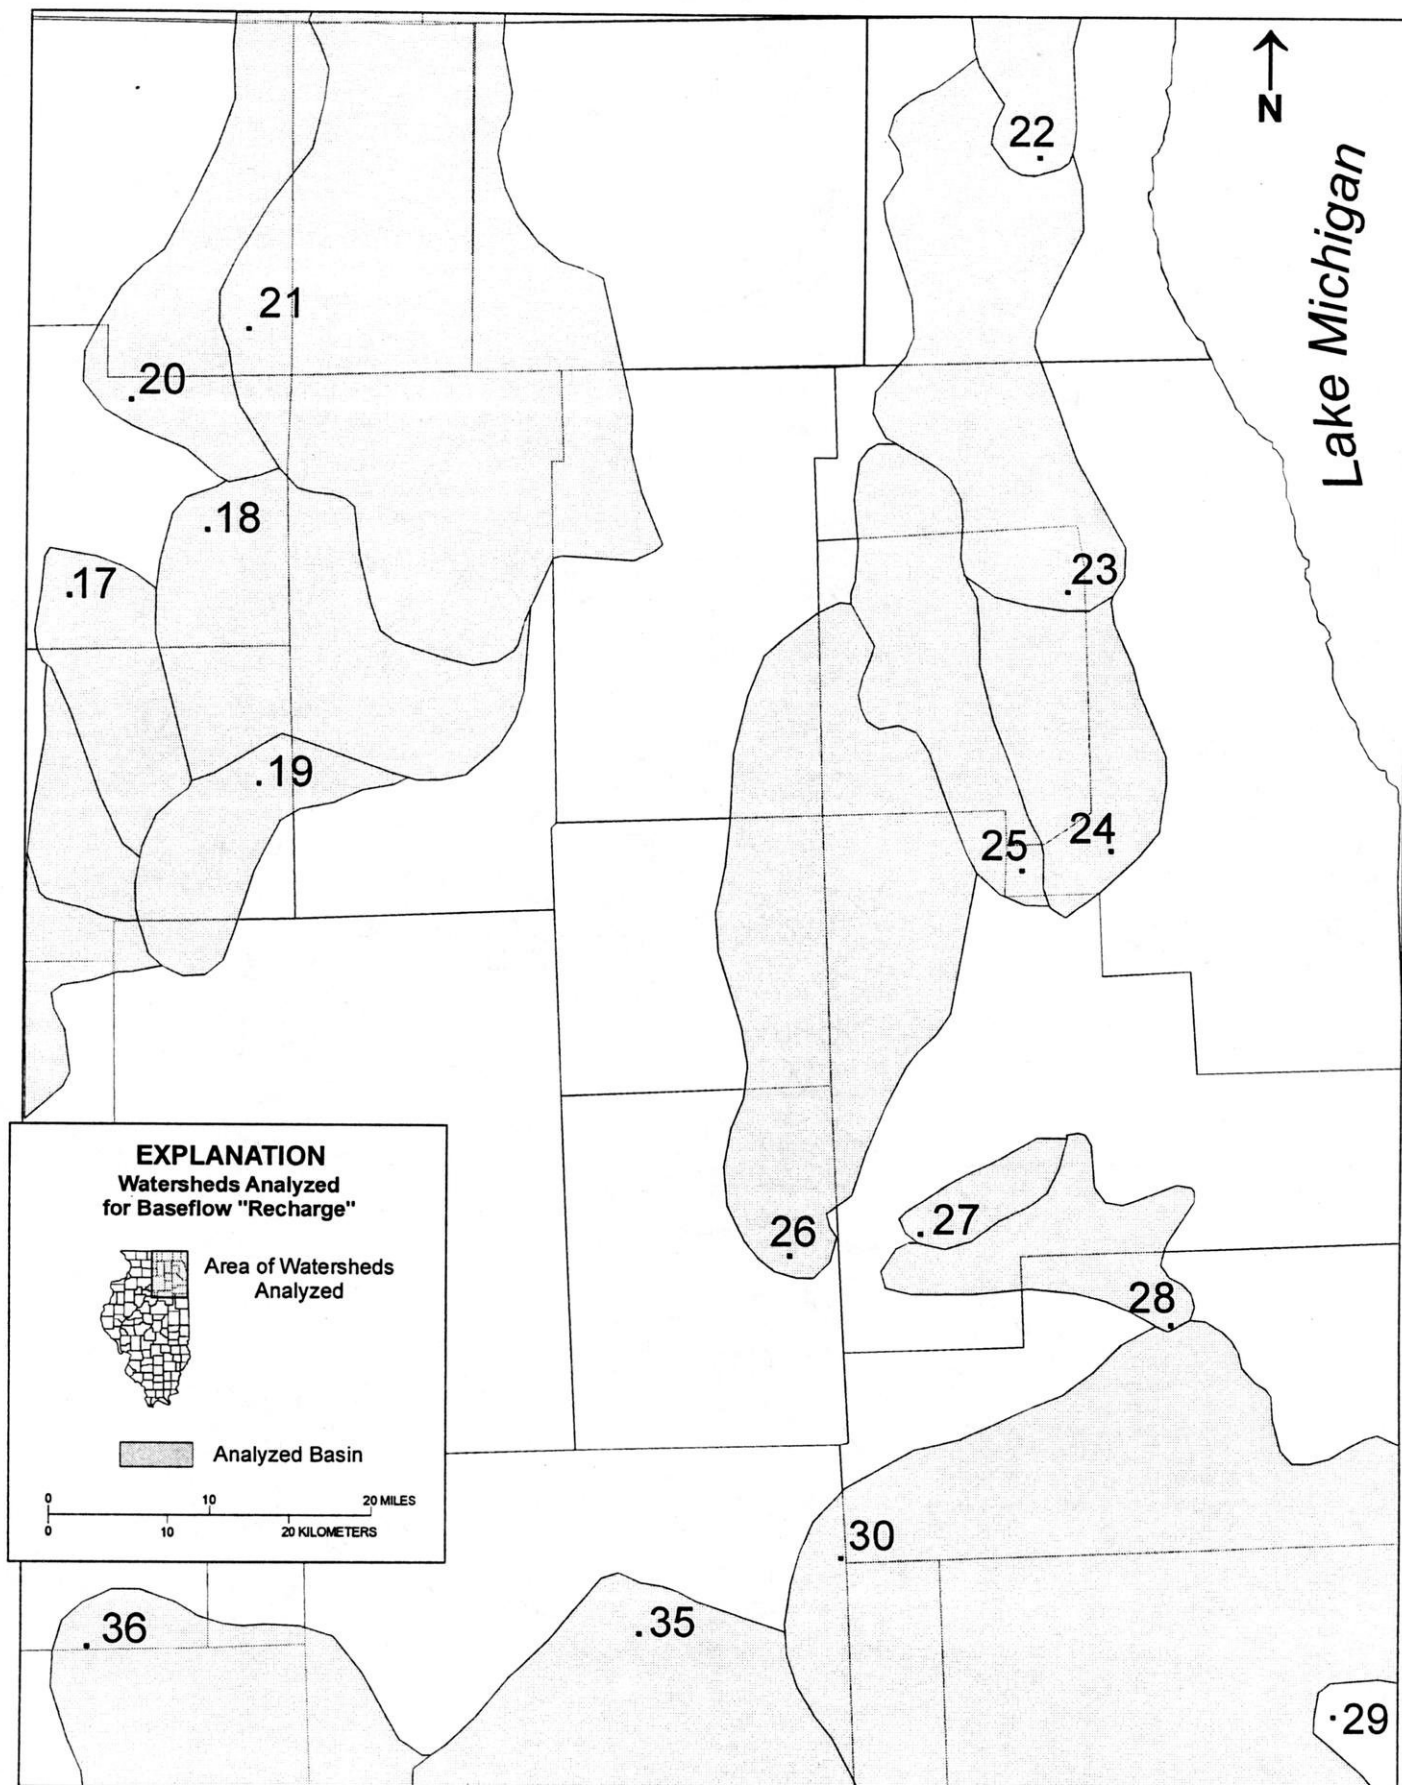 22
N
Lake Michigan
21
20
18
17
23
19
24
25
26
27
28
EXPLANATION
Watersheds Analyzed
for Baseflow "Recharge"
Area of Watersheds
Analyzed
Analyzed Basin
0 10 20 MILES
0 10 20 KILOMETERS
30
36
35
29